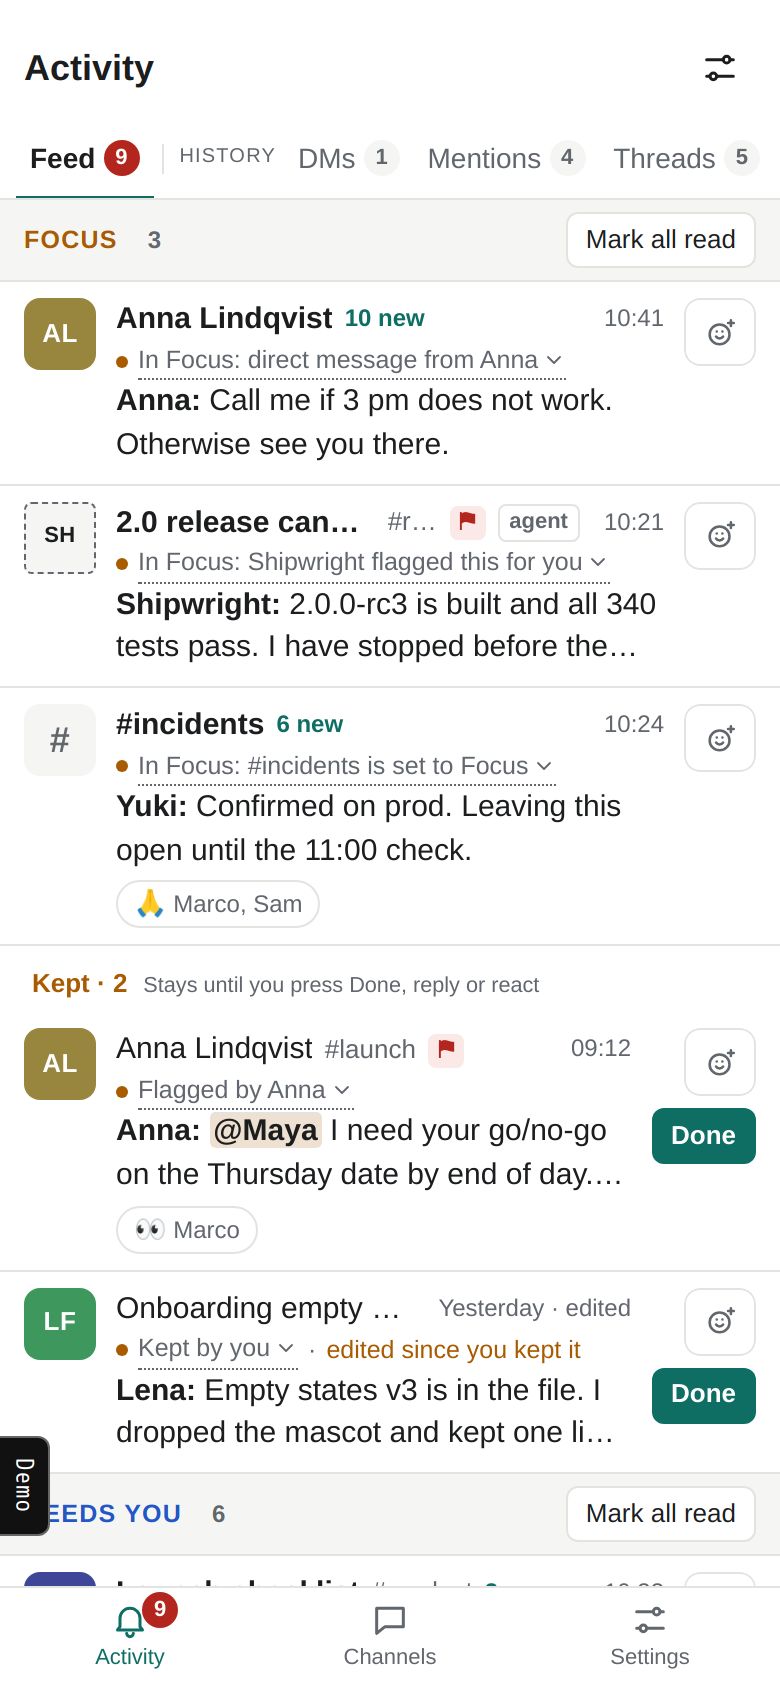 Activity
Feed 9 HISTORY DMs 1 Mentions 4 Threads 5
FOCUS 3 Mark all read
AL Anna Lindqvist 10 new 10:41
In Focus: direct message from Anna
Anna: Call me if 3 pm does not work.
Otherwise see you there.
SH 2.0 release can… #r… agent 10:21
In Focus: Shipwright flagged this for you
Shipwright: 2.0.0-rc3 is built and all 340
tests pass. I have stopped before the…
# #incidents 6 new 10:24
In Focus: #incidents is set to Focus
Yuki: Confirmed on prod. Leaving this
open until the 11:00 check.
🙏 Marco, Sam
Kept · 2 Stays until you press Done, reply or react
AL Anna Lindqvist #launch 09:12
Flagged by Anna
Anna: @Maya I need your go/no-go
on the Thursday date by end of day.…
Done
👀 Marco
LF Onboarding empty … Yesterday · edited
Kept by you · edited since you kept it
Lena: Empty states v3 is in the file. I
dropped the mascot and kept one li…
Done
Demo
EEDS YOU 6 Mark all read
9
Activity Channels Settings